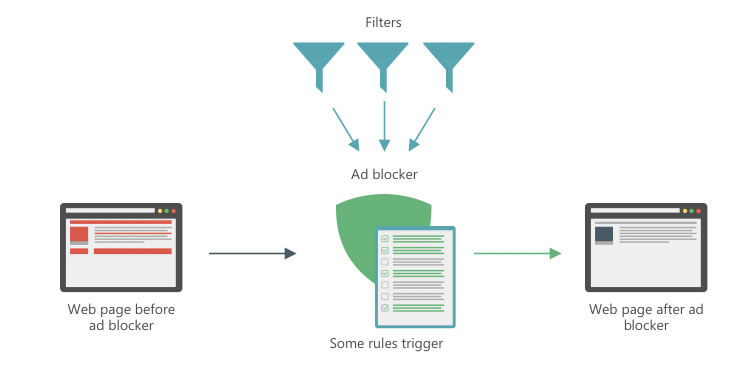 Filters
Ad blocker
Web page before
ad blocker
Some rules trigger
Web page after ad
blocker